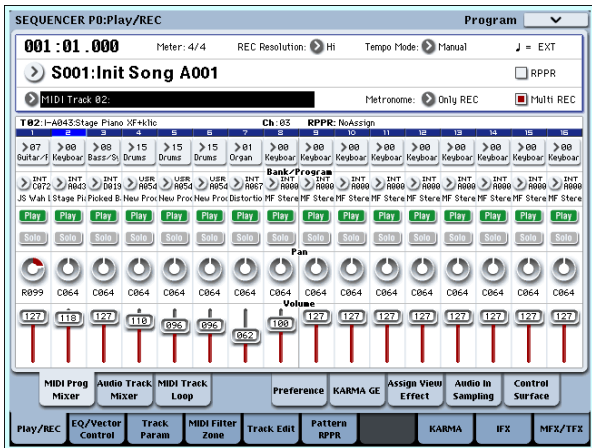 SEQUENCER P0:Play/REC Program
001:01.000 Meter: 4/4 REC Resolution: Hi Tempo Mode: Manual ♩ = EXT
S001:Init Song A001 RPPR
MIDI Track 02: Metronome: Only REC Multi REC
T02: I-A043:Stage Piano XF+klic Ch:03 RPPR: NoAssign
1 2 3 4 5 6 7 8 9 10 11 12 13 14 15 16
07 00 08 15 15 15 01 00 00 00 00 00 00 00 00 00
Guitar/F Keyboar Bass/Sy Drums Drums Drums Organ Keyboar Keyboar Keyboar Keyboar Keyboar Keyboar Keyboar Keyboar Keyboar
Bank/Program
INT INT INT USR USR USR INT INT INT INT INT INT INT INT INT INT
C072 A043 D019 A054 A054 A054 A067 A000 A000 A000 A000 A000 A000 A000 A000 A000
JS Wah L Stage Pi Picked B New Proc New Proc New Proc Distortio MF Stere MF Stere MF Stere MF Stere MF Stere MF Stere MF Stere MF Stere MF Stere
Play Play Play Play Play Play Play Play Play Play Play Play Play Play Play Play
Solo Solo Solo Solo Solo Solo Solo Solo Solo Solo Solo Solo Solo Solo Solo Solo
Pan
R099 C064 C064 C064 C064 C064 C064 C064 C064 C064 C064 C064 C064 C064 C064 C064
Volume
127 118 127 110 096 096 062 100 127 127 127 127 127 127 127 127
MIDI Prog Mixer Audio Track Mixer MIDI Track Loop Preference KARMA GE Assign View Effect Audio In Sampling Control Surface
Play/REC EQ/Vector Control Track Param MIDI Filter Zone Track Edit Pattern RPPR KARMA IFX MFX/TFX